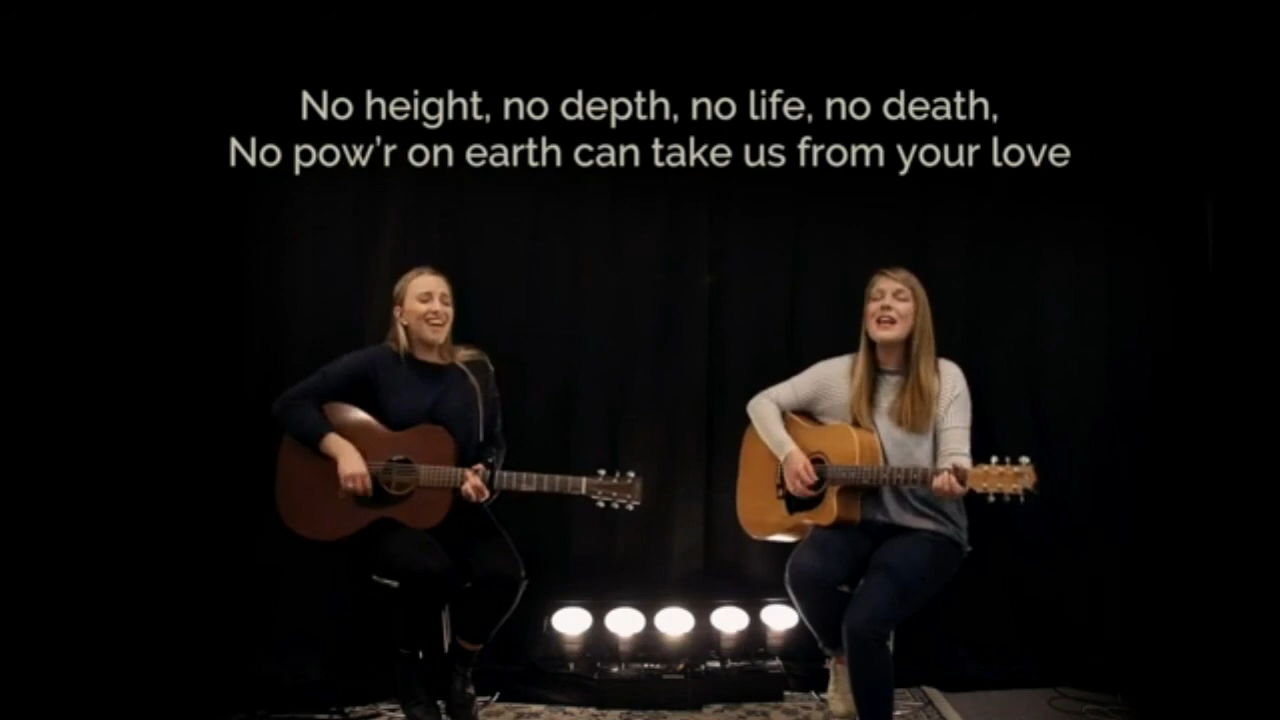 No height, no depth, no life, no death,
No pow'r on earth can take us from your love